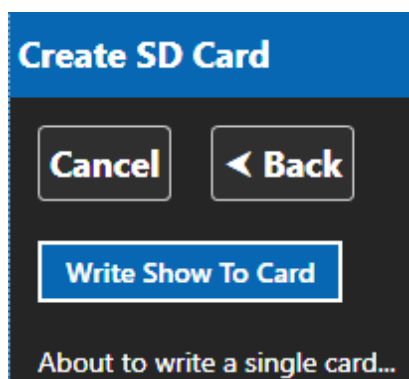 Create SD Card
Cancel
⮜ Back
Write Show To Card
About to write a single card...